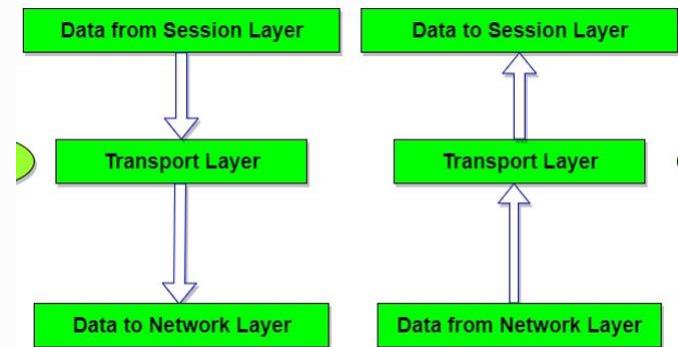 Data from Session Layer
Data to Session Layer
Transport Layer
Transport Layer
Data to Network Layer
Data from Network Layer